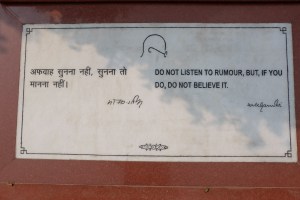 अफवाह सुनना नहीं, सुनना तो
मानना नहीं।
DO NOT LISTEN TO RUMOUR, BUT, IF YOU
DO, DO NOT BELIEVE IT.